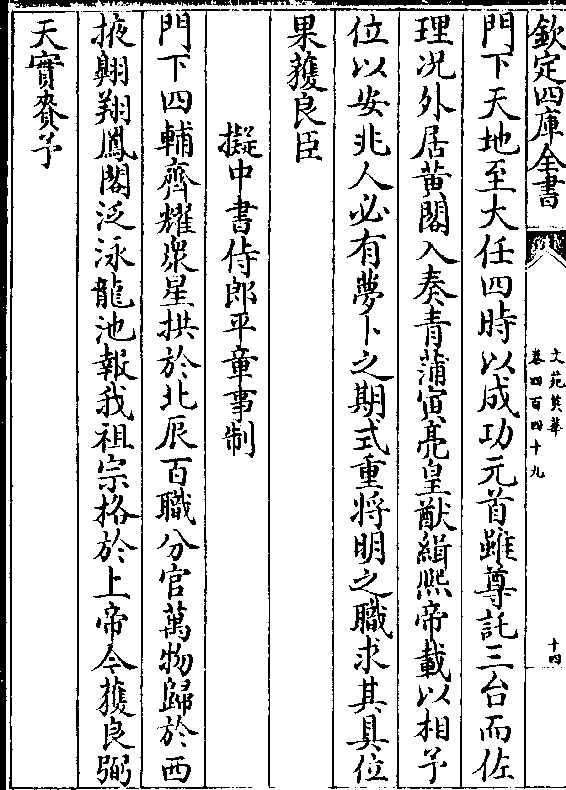 欽定四庫全書
文苑英華
卷四百四十九
十四
門下天地至大任四時以成功元首雖尊託三台而佐
理況外居黃閣入奏青蒲寅亮皇猷緝熙帝載以相予
位以安兆人必有夢卜之期式重將明之職求其具位
果獲良臣
擬中書侍郎平章事制
門下四輔齊耀衆星拱於北辰百職分官萬物歸於西
掖翺翔鳳閣泛泳龍池報我祖宗格於上帝今獲良弼
天實賚予